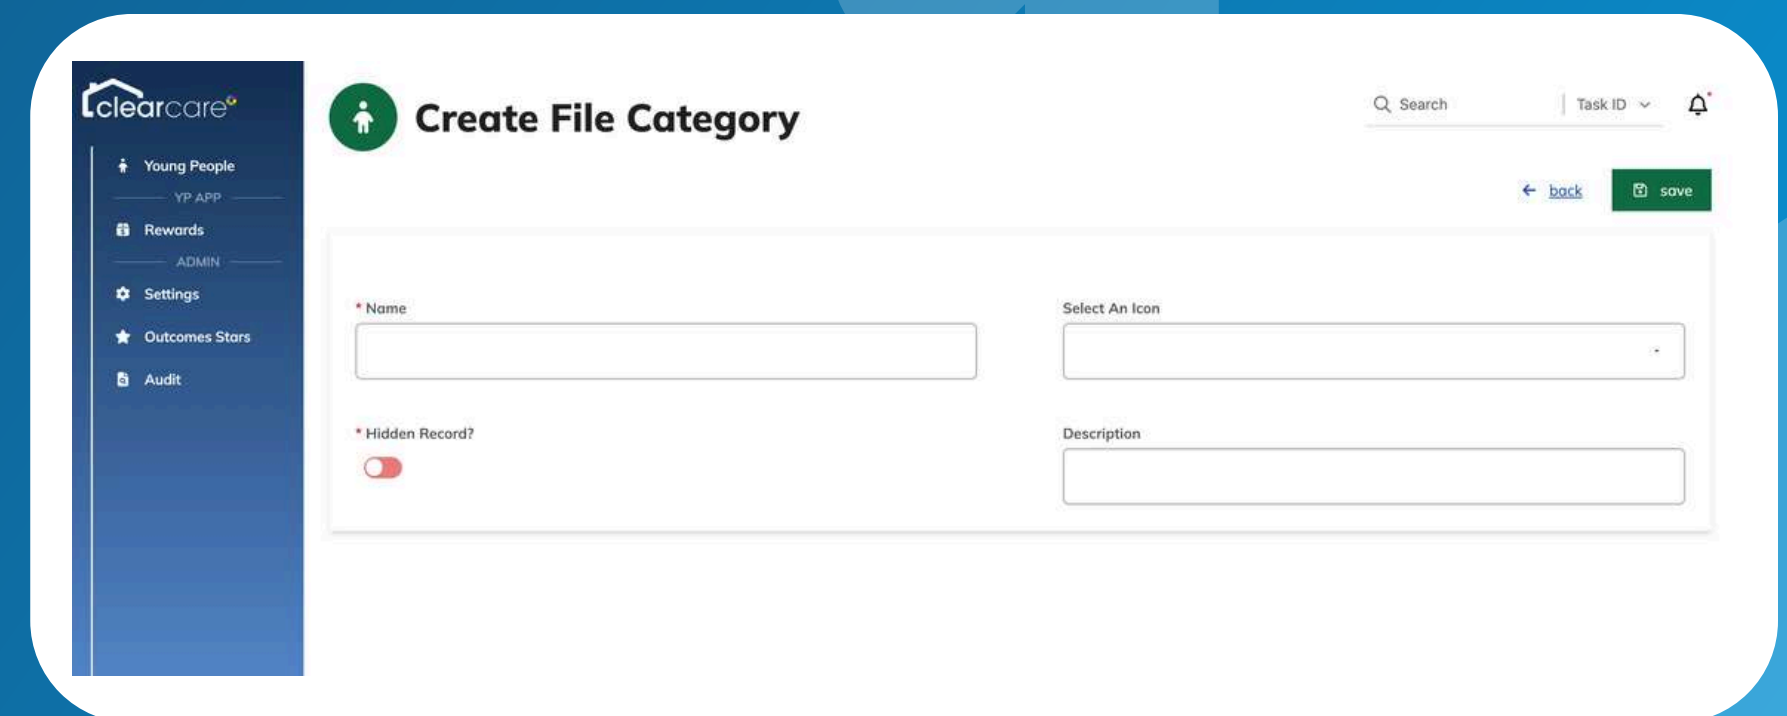 clearcare
Young People
YP APP
Rewards
ADMIN
Settings
Outcomes Stars
Audit
Create File Category
Search
Task ID
back
save
* Name
Select An Icon
* Hidden Record?
Description